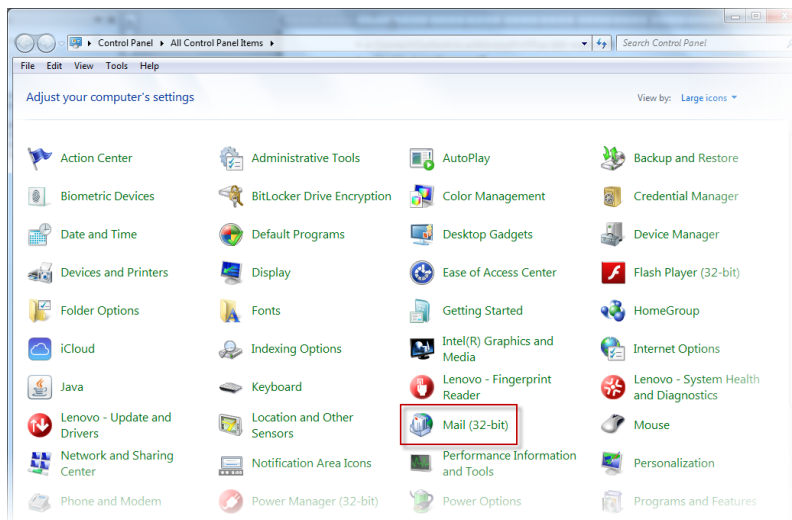 Control Panel ▸ All Control Panel Items ▸ Search Control Panel
File Edit View Tools Help
Adjust your computer's settings View by: Large icons
Action Center Administrative Tools AutoPlay Backup and Restore
Biometric Devices BitLocker Drive Encryption Color Management Credential Manager
Date and Time Default Programs Desktop Gadgets Device Manager
Devices and Printers Display Ease of Access Center Flash Player (32-bit)
Folder Options Fonts Getting Started HomeGroup
iCloud Indexing Options Intel(R) Graphics and
Media Internet Options
Java Keyboard Lenovo - Fingerprint
Reader Lenovo - System Health
and Diagnostics
Lenovo - Update and
Drivers Location and Other
Sensors Mail (32-bit) Mouse
Network and Sharing
Center Notification Area Icons Performance Information
and Tools Personalization
Phone and Modem Power Manager (32-bit) Power Options Programs and Features